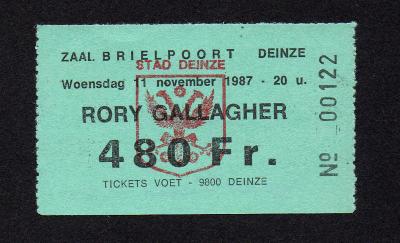 ZAAL BRIELPOORT DEINZE
STAD DEINZE
Woensdag 11 november 1987 - 20 u.
RORY GALLAGHER
480 Fr.
TICKETS VOET - 9800 DEINZE
Nº 00122